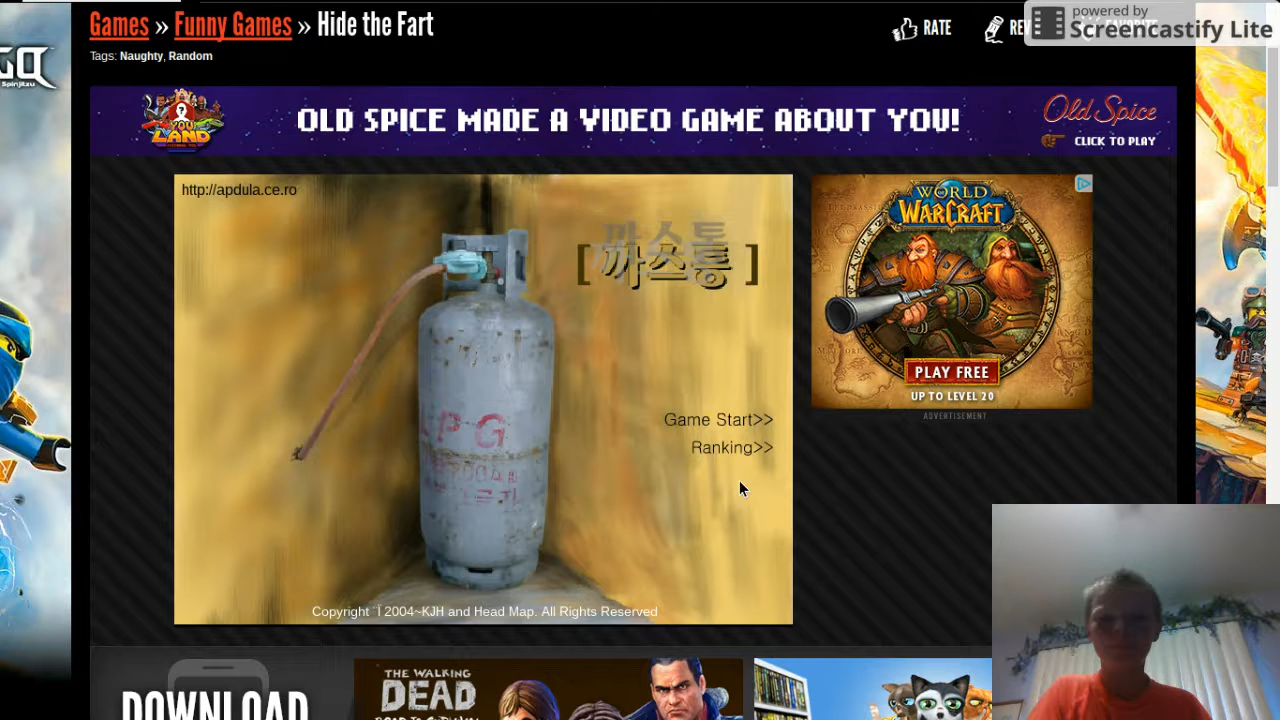 Games » Funny Games » Hide the Fart
RATE
Tags: Naughty, Random
powered by
Screencastify Lite
YOU LAND
OLD SPICE MADE A VIDEO GAME ABOUT YOU!
Old Spice
CLICK TO PLAY
http://apdula.ce.ro
[ 까쓰통 ]
LPG
Game Start>>
Ranking>>
Copyright ¨Ï 2004~KJH and Head Map. All Rights Reserved
WORLD
WARCRAFT
PLAY FREE
UP TO LEVEL 20
ADVERTISEMENT
DOWNLOAD
THE WALKING
DEAD